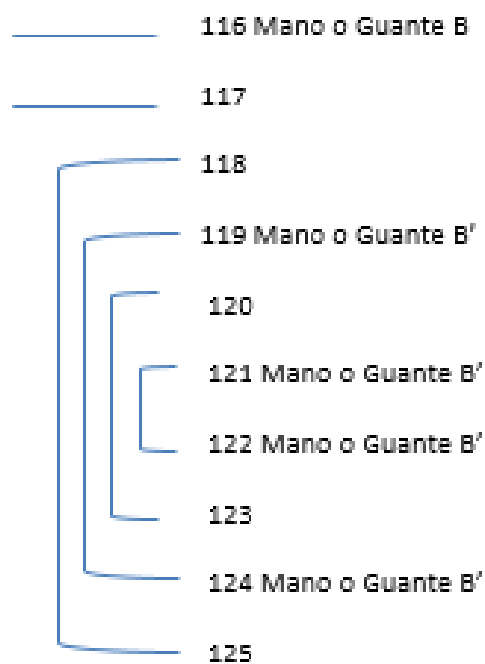 116 Mano o Guante B
117
118
119 Mano o Guante B'
120
121 Mano o Guante B'
122 Mano o Guante B'
123
124 Mano o Guante B'
125